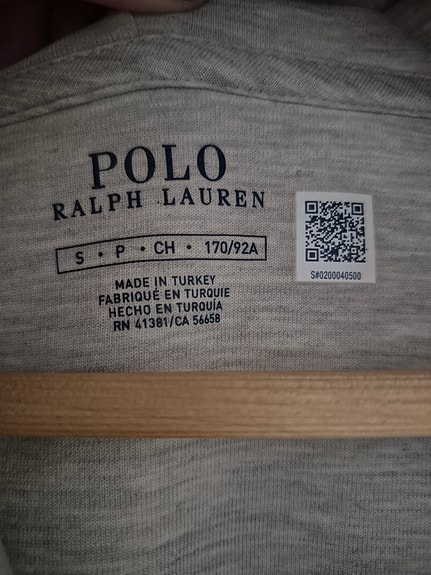 POLO
RALPH LAUREN
S • P • CH • 170/92A
MADE IN TURKEY
FABRIQUÉ EN TURQUIE
HECHO EN TURQUÍA
RN 41381/CA 56658
S#0200040500